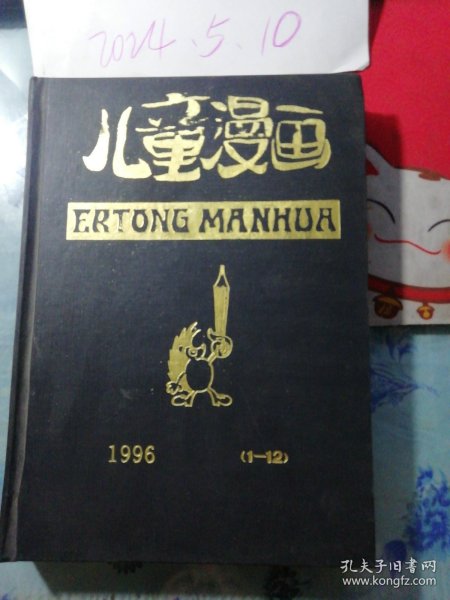 2024.5.10
儿童漫画
ERTONG MANHUA
1996 (1-12)
孔夫子旧书网
www.kongfz.com